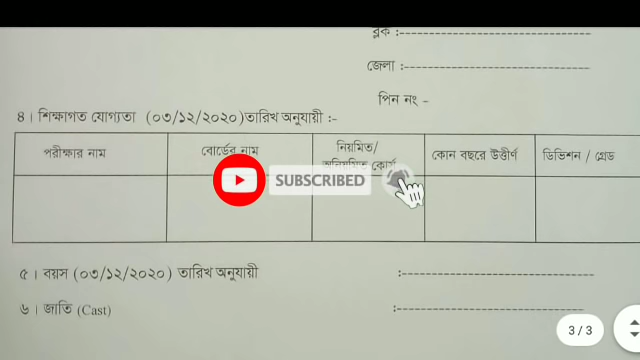 ব্লক :-
জেলা :-
পিন নং -
৪। শিক্ষাগত যোগ্যতা (০৩/১২/২০২০)তারিখ অনুযায়ী :-
পরীক্ষার নাম
বোর্ডের নাম
নিয়মিত/
অনিয়মিত কোর্স
কোন বছরে উত্তীর্ণ
ডিভিশন / গ্রেড
SUBSCRIBED
৫। বয়স (০৩/১২/২০২০) তারিখ অনুযায়ী :-
৬। জাতি (Cast) :-
3 / 3